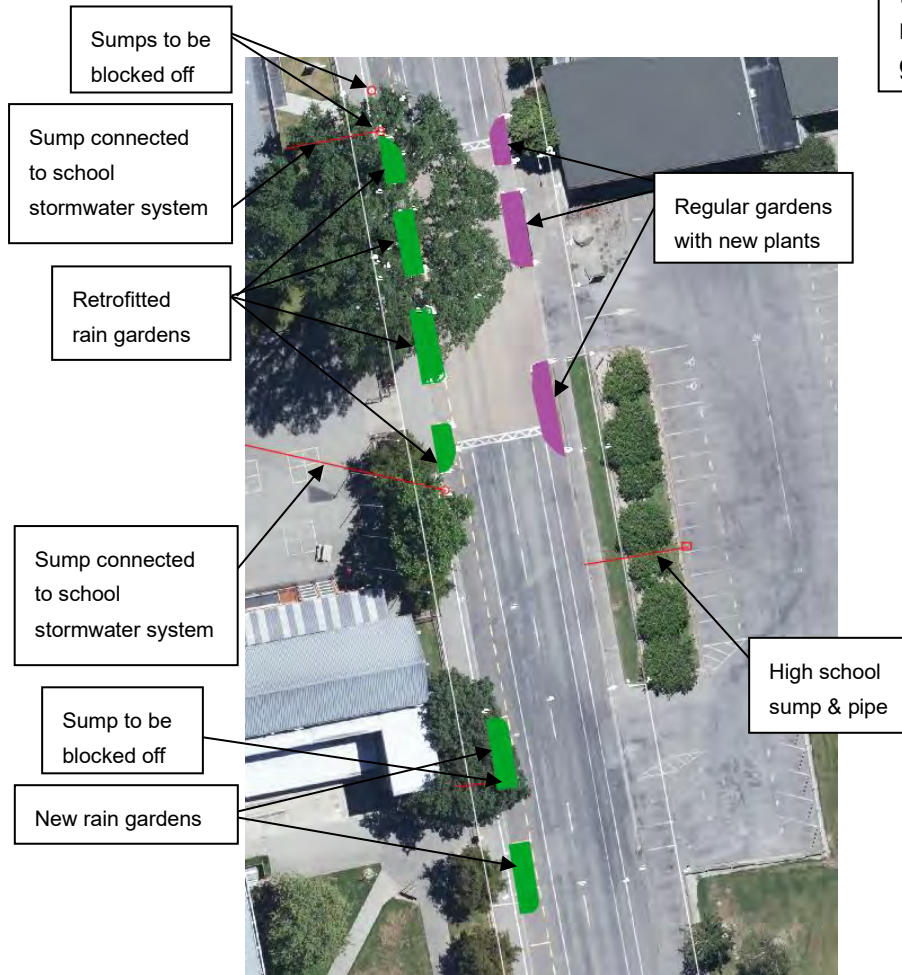 Sumps to be
blocked off
Sump connected
to school
stormwater system
Regular gardens
with new plants
Retrofitted
rain gardens
Sump connected
to school
stormwater system
High school
sump & pipe
Sump to be
blocked off
New rain gardens